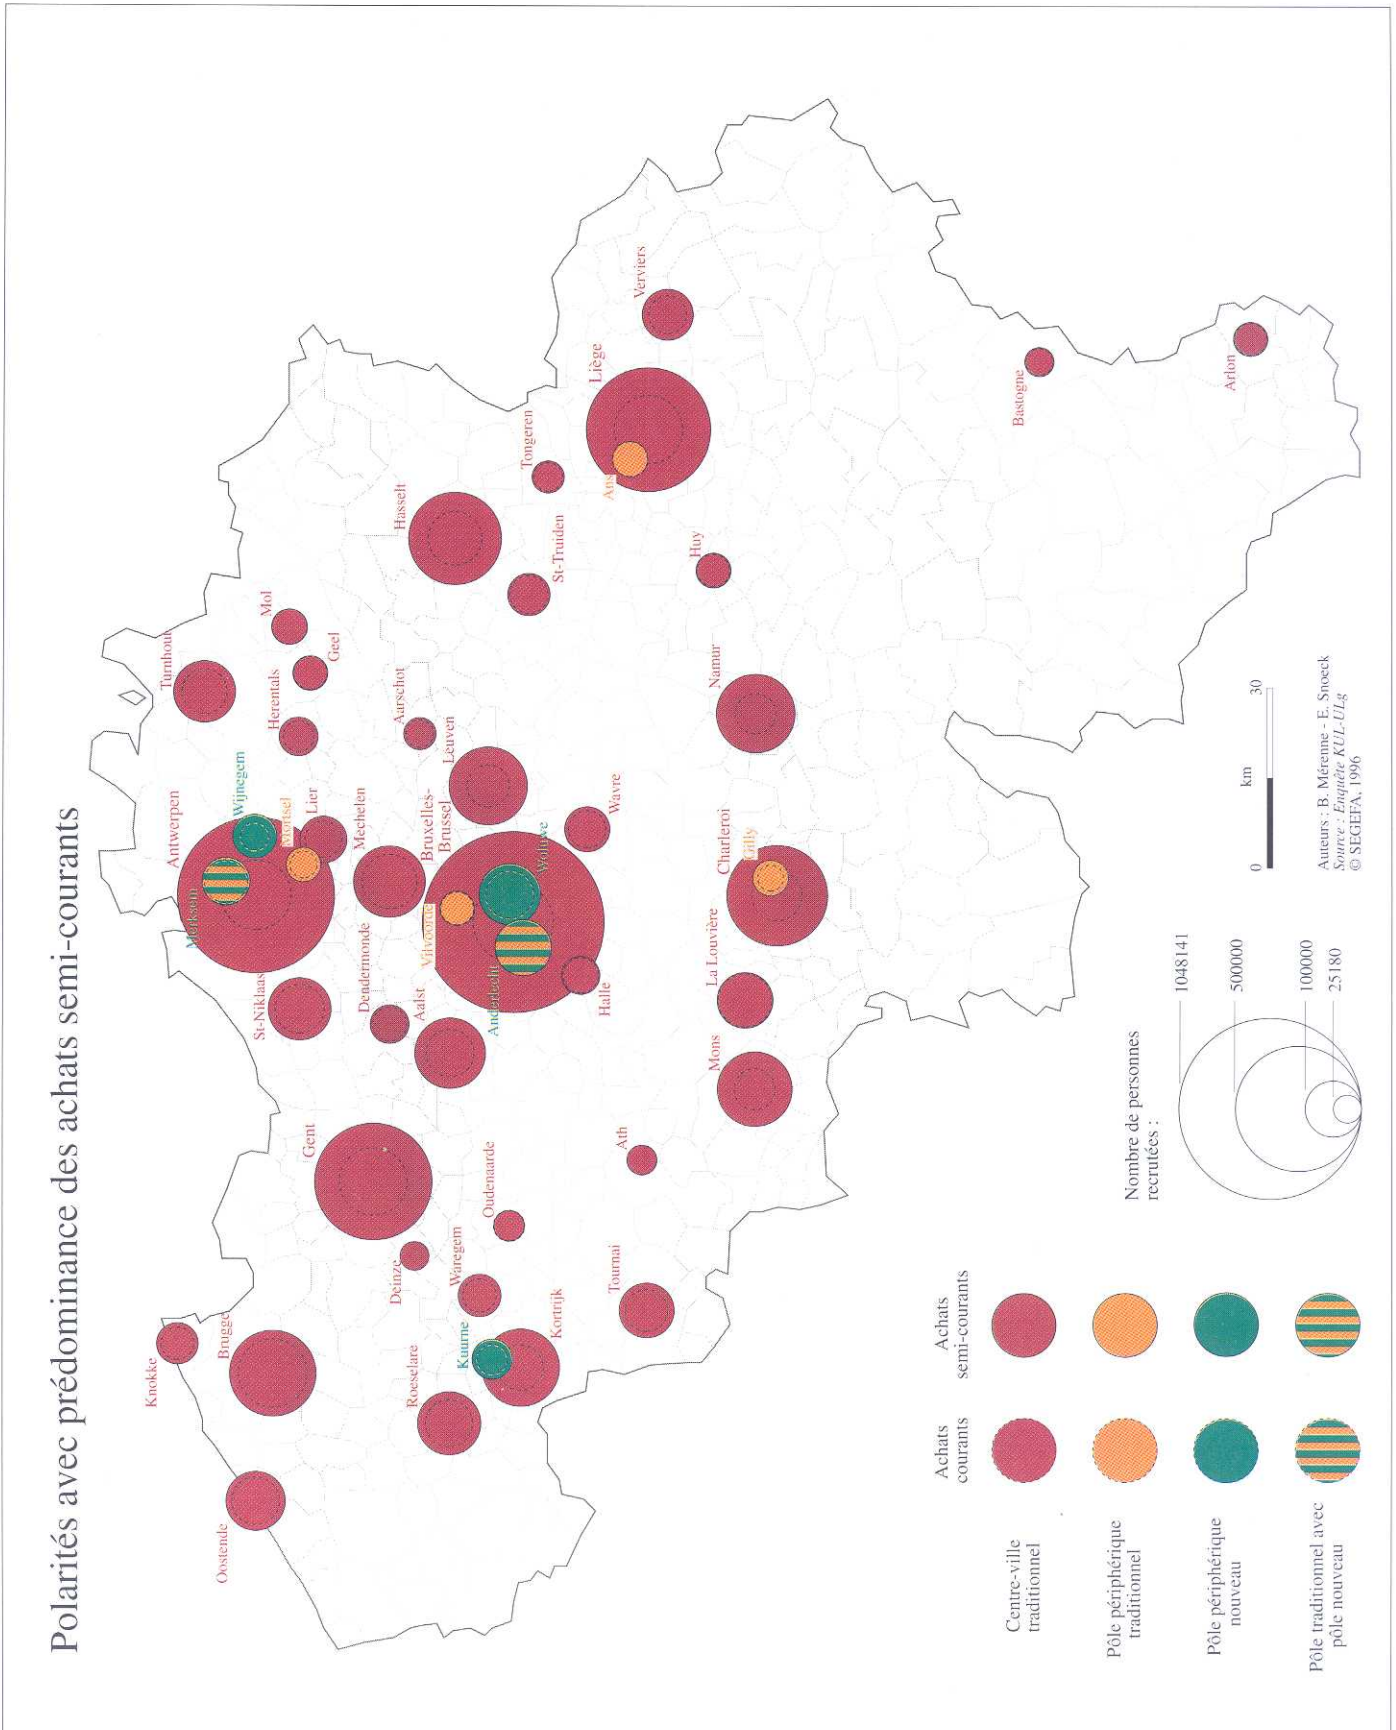 Polarités avec prédominance des achats semi-courants
Knokke
Oostende
Brugge
Gent
Deinze
Roeselare
Kuurne
Waregem
Oudenaarde
Kortrijk
Tournai
Ath
St-Niklaas
Dendermonde
Aalst
Antwerpen
Merksem
Wijnegem
Mortsel
Lier
Mechelen
Turnhout
Herentals
Mol
Geel
Aarschot
Leuven
Bruxelles-
Brussel
Vilvoorde
Woluwe
Anderlecht
Halle
Wavre
Hasselt
Tongeren
St-Truiden
Liège
Ans
Verviers
Huy
Namur
Charleroi
Gilly
La Louvière
Mons
Bastogne
Arlon
Achats
courants
Achats
semi-courants
Centre-ville
traditionnel
Pôle périphérique
traditionnel
Pôle périphérique
nouveau
Pôle traditionnel avec
pôle nouveau
Nombre de personnes
recrutées :
1048141
500000
100000
25180
0
km
30
Auteurs : B. Mérenne - E. Snoeck
Source : Enquête KUL-ULg
© SEGEFA, 1996